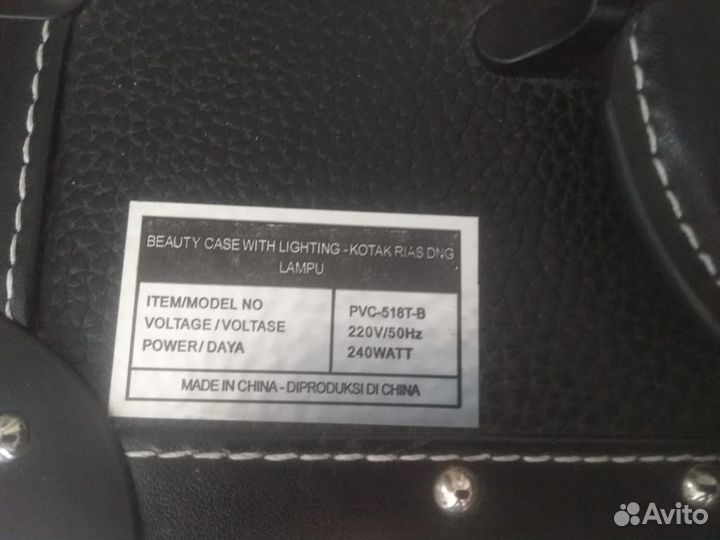 BEAUTY CASE WITH LIGHTING - KOTAK RIAS DNG
LAMPU
ITEM/MODEL NO PVC-518T-B
VOLTAGE / VOLTASE 220V/50Hz
POWER/ DAYA 240WATT
MADE IN CHINA - DIPRODUKSI DI CHINA
Avito